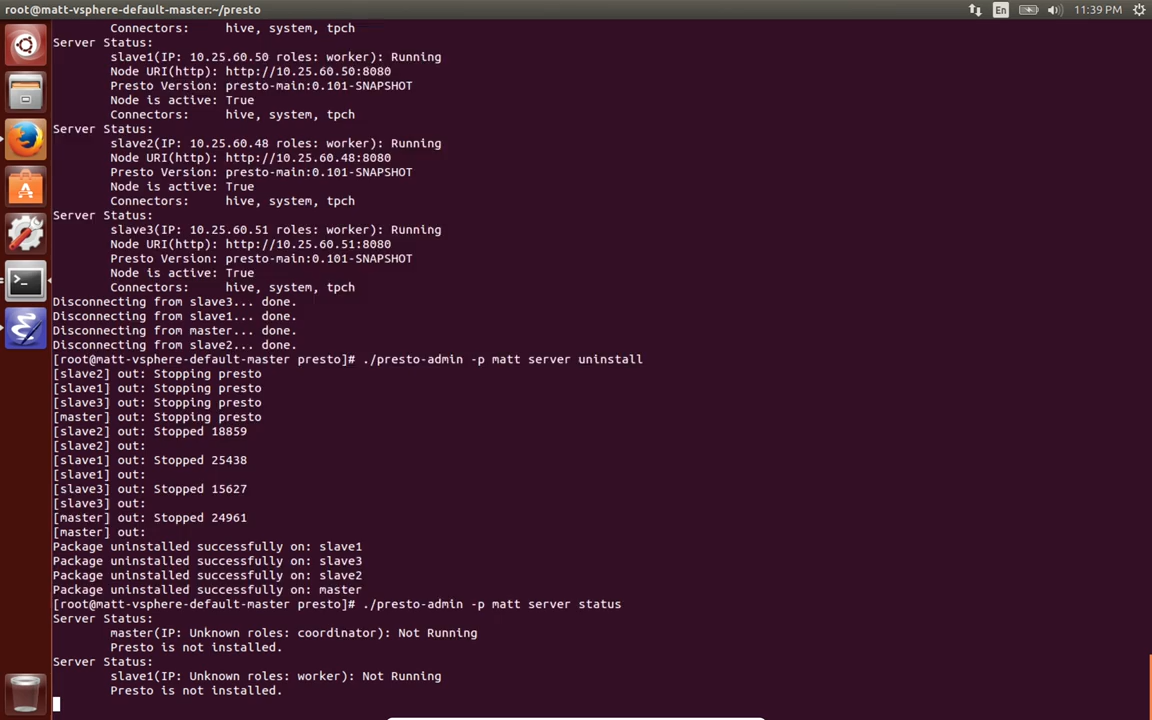 root@matt-vsphere-default-master:~/presto
En
11:39 PM
Connectors: hive, system, tpch
Server Status:
slave1(IP: 10.25.60.50 roles: worker): Running
Node URI(http): http://10.25.60.50:8080
Presto Version: presto-main:0.101-SNAPSHOT
Node is active: True
Connectors: hive, system, tpch
Server Status:
slave2(IP: 10.25.60.48 roles: worker): Running
Node URI(http): http://10.25.60.48:8080
Presto Version: presto-main:0.101-SNAPSHOT
Node is active: True
Connectors: hive, system, tpch
Server Status:
slave3(IP: 10.25.60.51 roles: worker): Running
Node URI(http): http://10.25.60.51:8080
Presto Version: presto-main:0.101-SNAPSHOT
Node is active: True
Connectors: hive, system, tpch
Disconnecting from slave3... done.
Disconnecting from slave1... done.
Disconnecting from master... done.
Disconnecting from slave2... done.
[root@matt-vsphere-default-master presto]# ./presto-admin -p matt server uninstall
[slave2] out: Stopping presto
[slave1] out: Stopping presto
[slave3] out: Stopping presto
[master] out: Stopping presto
[slave2] out: Stopped 18859
[slave2] out:
[slave1] out: Stopped 25438
[slave1] out:
[slave3] out: Stopped 15627
[slave3] out:
[master] out: Stopped 24961
[master] out:
Package uninstalled successfully on: slave1
Package uninstalled successfully on: slave3
Package uninstalled successfully on: slave2
Package uninstalled successfully on: master
[root@matt-vsphere-default-master presto]# ./presto-admin -p matt server status
Server Status:
master(IP: Unknown roles: coordinator): Not Running
Presto is not installed.
Server Status:
slave1(IP: Unknown roles: worker): Not Running
Presto is not installed.